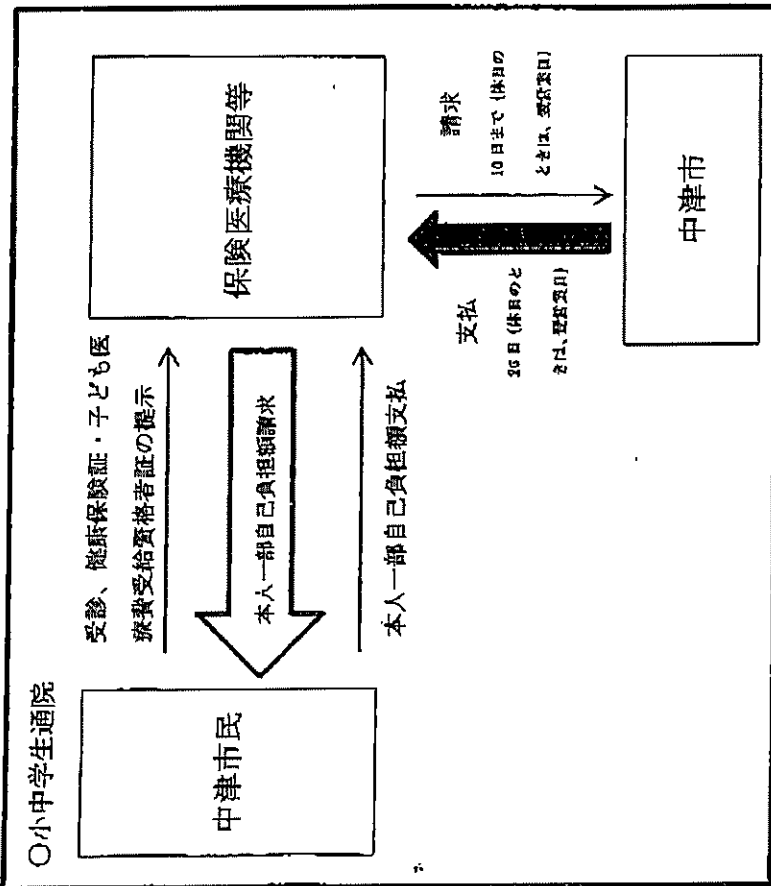 〇小中学生通院
受診、健康保険証・子ども医
療費受給資格者証の提示
中津市民
本人一部自己負担額請求
保険医療機関等
本人一部自己負担額支払
支払
26日(休日のと
きは、翌営業日)
請求
10日まで(休日の
ときは、翌営業日)
中津市